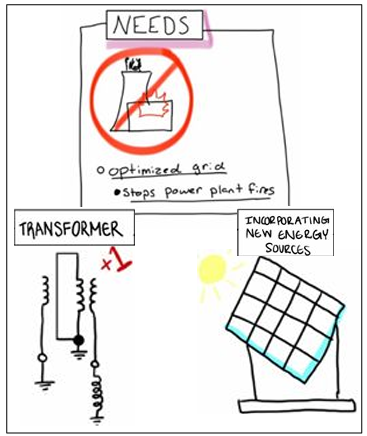 NEEDS
optimized grid
Stops power plant fires
TRANSFORMER
x1
INCORPORATING
NEW ENERGY
SOURCES